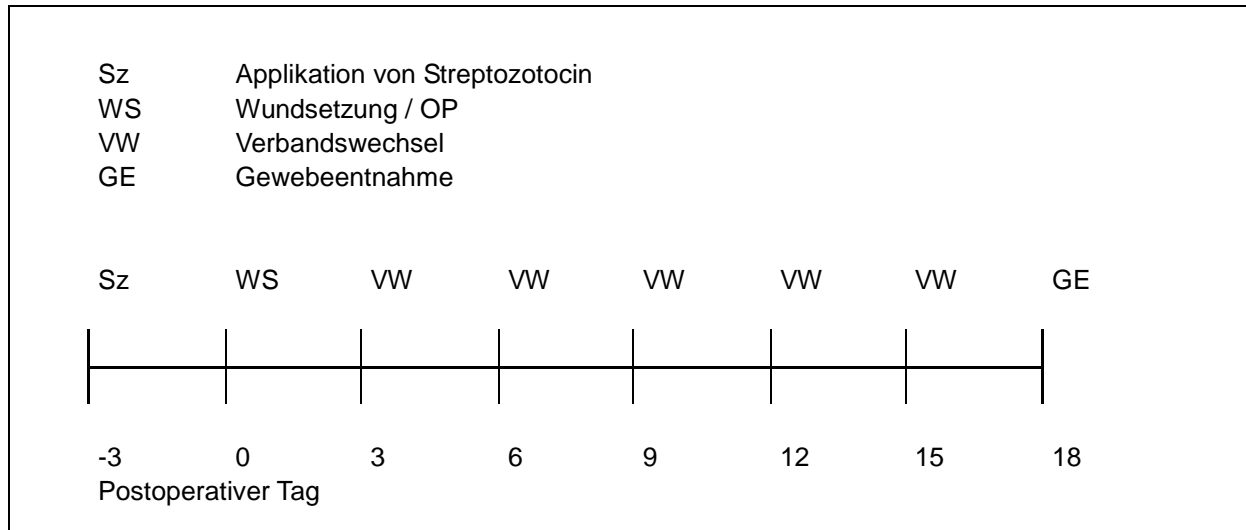 Sz Applikation von Streptozotocin
WS Wundsetzung / OP
VW Verbandswechsel
GE Gewebeentnahme
Sz WS VW VW VW VW VW GE
-3 0 3 6 9 12 15 18
Postoperativer Tag